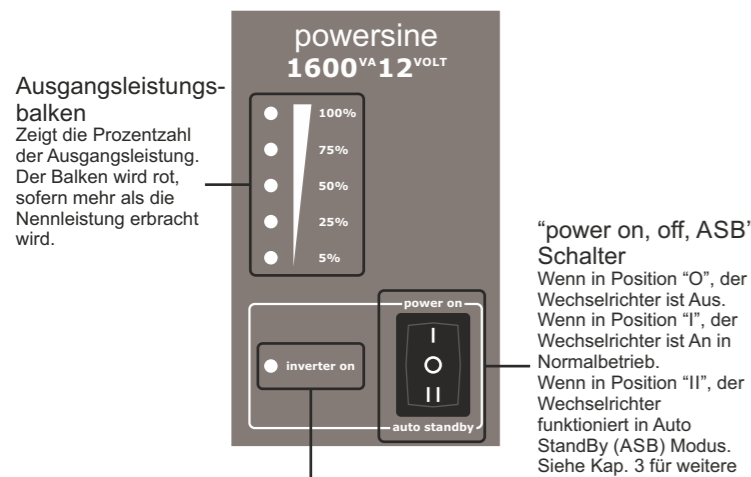 powersine
1600VA12VOLT
Ausgangsleistungs-
balken
Zeigt die Prozentzahl
der Ausgangsleistung.
Der Balken wird rot,
sofern mehr als die
Nennleistung erbracht
wird.
100%
75%
50%
25%
5%
“power on, off, ASB’
Schalter
Wenn in Position “O”, der
Wechselrichter ist Aus.
Wenn in Position “I”, der
Wechselrichter ist An in
Normalbetrieb.
Wenn in Position “II”, der
Wechselrichter
funktioniert in Auto
StandBy (ASB) Modus.
Siehe Kap. 3 für weitere
power on
I
O
II
auto standby
inverter on